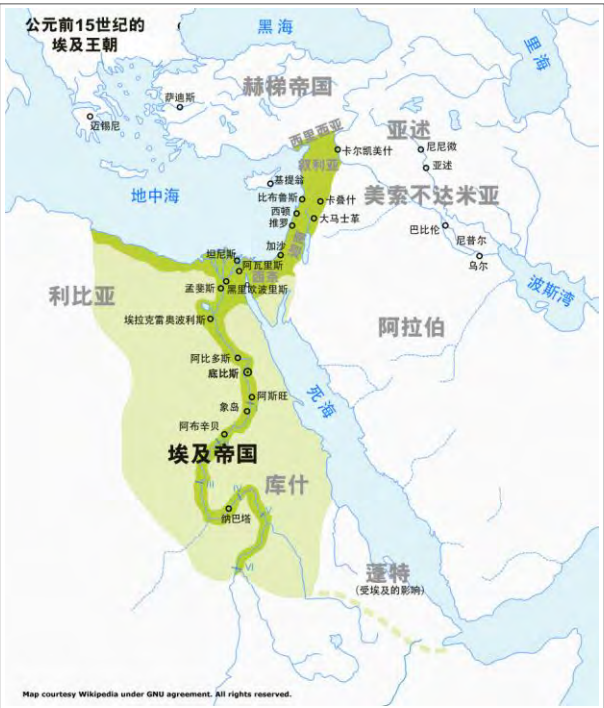 公元前15世纪的
埃及王朝
黑海
里海
赫梯帝国
萨迪斯
迈锡尼
西里西亚
亚述
卡尔凯美什
尼尼微
亚述
叙利亚
基提翁
地中海
比布鲁斯
卡叠什
美索不达米亚
西顿
大马士革
推罗
巴比伦
尼普尔
迦南
乌尔
加沙
坦尼斯
阿瓦里斯
西奈
波斯湾
孟斐斯
黑里欧波里斯
利比亚
埃拉克雷奥波利斯
阿拉伯
阿比多斯
底比斯
死海
阿斯旺
象岛
阿布辛贝
埃及帝国
库什
III
IV
V
纳巴塔
VI
蓬特
(受埃及的影响)
Map courtesy Wikipedia under GNU agreement. All rights reserved.